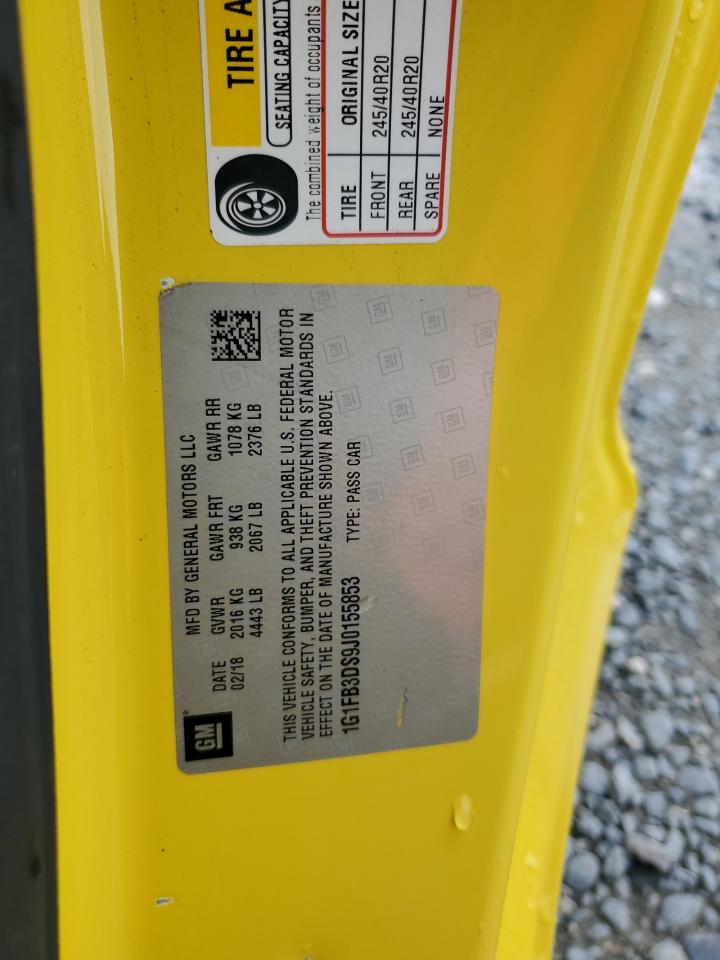 TIRE A
SEATING CAPACITY
The combined weight of occupants
TIRE ORIGINAL SIZE
FRONT 245/40R20
REAR 245/40R20
SPARE NONE
MFD BY GENERAL MOTORS LLC
DATE GVWR GAWR FRT GAWR RR
02/18 2016 KG 938 KG 1078 KG
4443 LB 2067 LB 2376 LB
GM
THIS VEHICLE CONFORMS TO ALL APPLICABLE U.S. FEDERAL MOTOR
VEHICLE SAFETY, BUMPER, AND THEFT PREVENTION STANDARDS IN
EFFECT ON THE DATE OF MANUFACTURE SHOWN ABOVE.
1G1FB3DS9J0155853 TYPE: PASS CAR